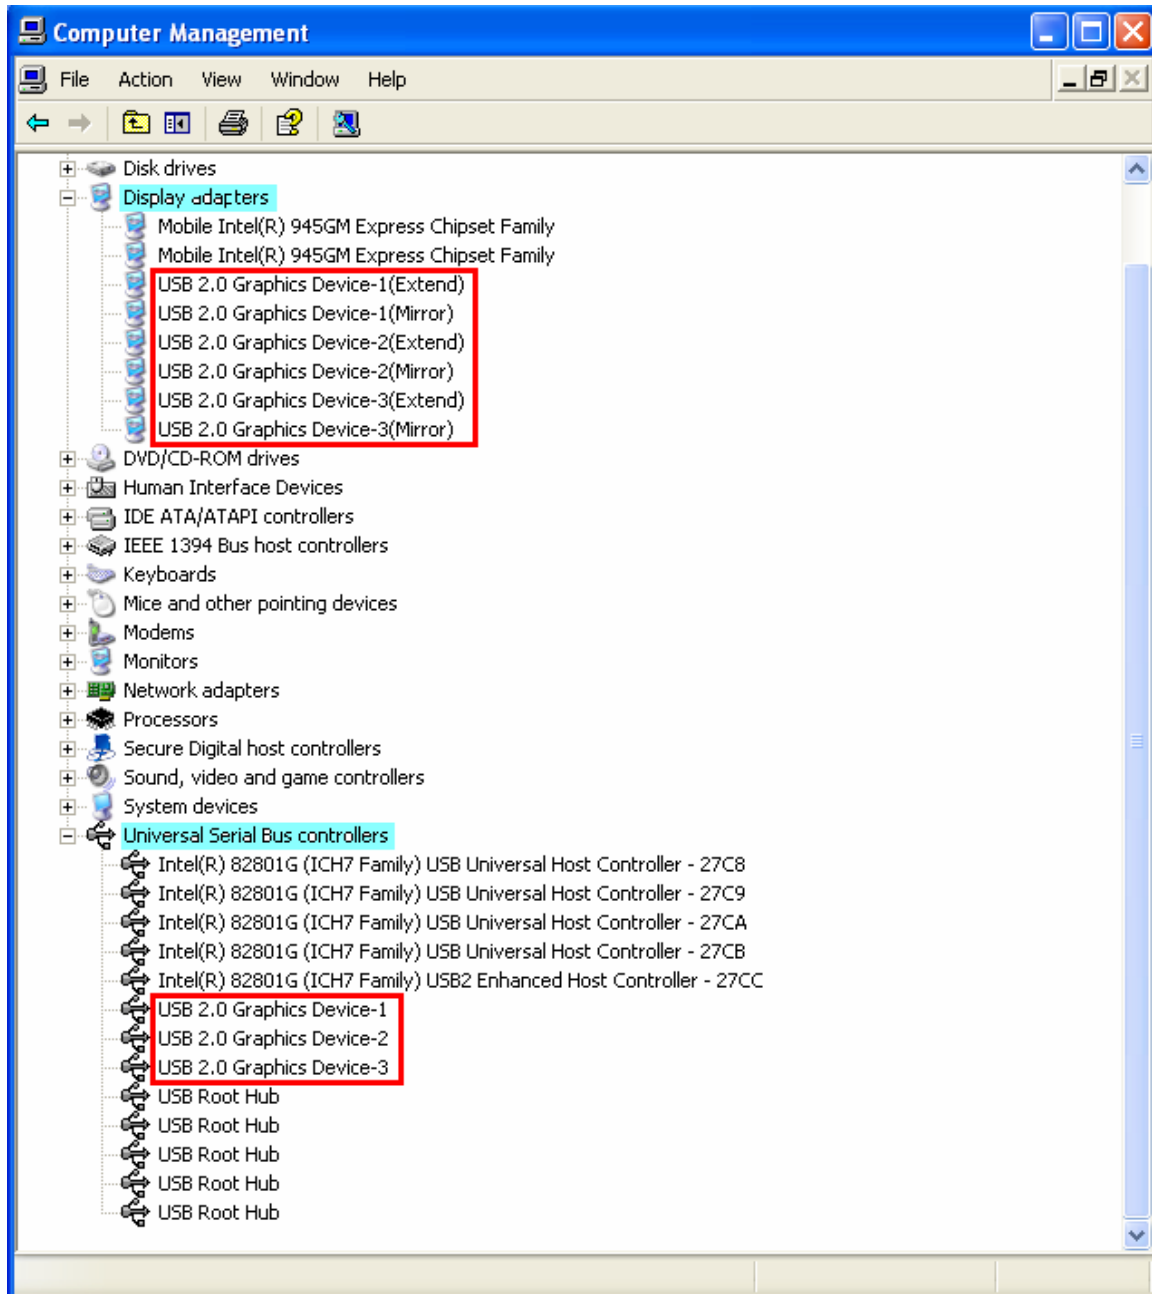 Computer Management
File Action View Window Help
Disk drives
Display adapters
Mobile Intel(R) 945GM Express Chipset Family
Mobile Intel(R) 945GM Express Chipset Family
USB 2.0 Graphics Device-1(Extend)
USB 2.0 Graphics Device-1(Mirror)
USB 2.0 Graphics Device-2(Extend)
USB 2.0 Graphics Device-2(Mirror)
USB 2.0 Graphics Device-3(Extend)
USB 2.0 Graphics Device-3(Mirror)
DVD/CD-ROM drives
Human Interface Devices
IDE ATA/ATAPI controllers
IEEE 1394 Bus host controllers
Keyboards
Mice and other pointing devices
Modems
Monitors
Network adapters
Processors
Secure Digital host controllers
Sound, video and game controllers
System devices
Universal Serial Bus controllers
Intel(R) 82801G (ICH7 Family) USB Universal Host Controller - 27C8
Intel(R) 82801G (ICH7 Family) USB Universal Host Controller - 27C9
Intel(R) 82801G (ICH7 Family) USB Universal Host Controller - 27CA
Intel(R) 82801G (ICH7 Family) USB Universal Host Controller - 27CB
Intel(R) 82801G (ICH7 Family) USB2 Enhanced Host Controller - 27CC
USB 2.0 Graphics Device-1
USB 2.0 Graphics Device-2
USB 2.0 Graphics Device-3
USB Root Hub
USB Root Hub
USB Root Hub
USB Root Hub
USB Root Hub